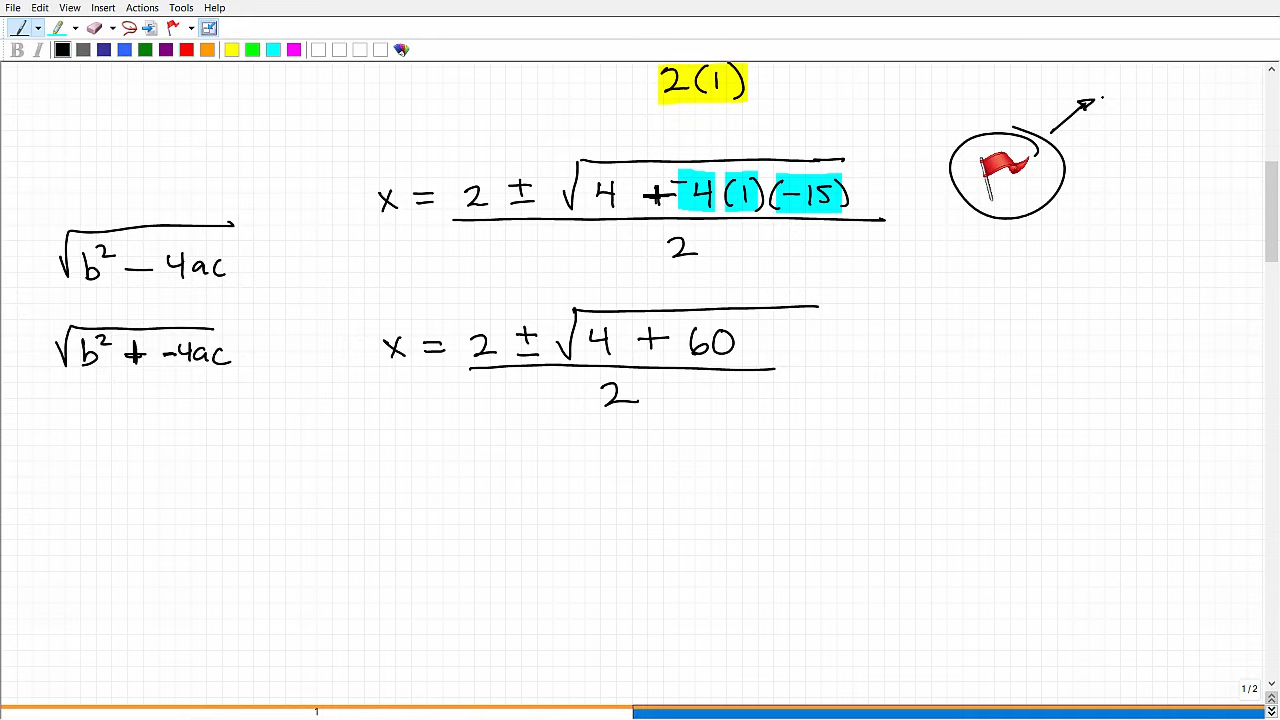 File Edit View Insert Actions Tools Help
B I
2(1)
x = 2 ± √4 + -4(1)(-15)
2
√b² - 4ac
√b² + -4ac
x = 2 ± √4 + 60
2
1/2
1